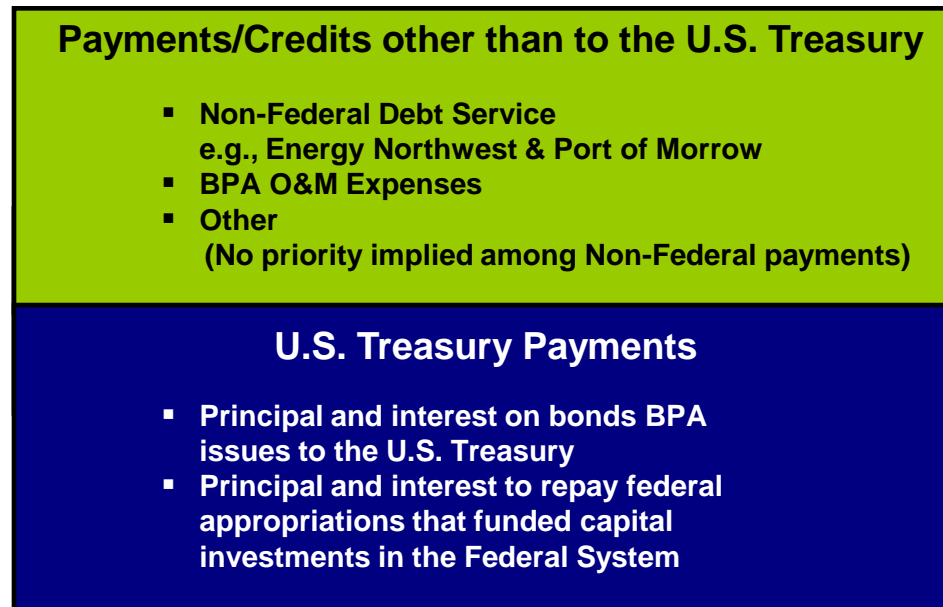 Payments/Credits other than to the U.S. Treasury
▪ Non-Federal Debt Service
e.g., Energy Northwest & Port of Morrow
▪ BPA O&M Expenses
▪ Other
(No priority implied among Non-Federal payments)
U.S. Treasury Payments
▪ Principal and interest on bonds BPA
issues to the U.S. Treasury
▪ Principal and interest to repay federal
appropriations that funded capital
investments in the Federal System